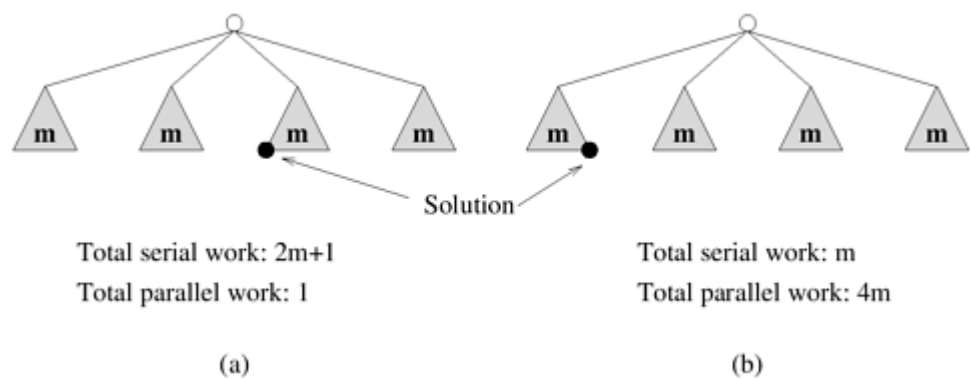 m m m m
m m m m
Solution
Total serial work: 2m+1
Total parallel work: 1
Total serial work: m
Total parallel work: 4m
(a)
(b)